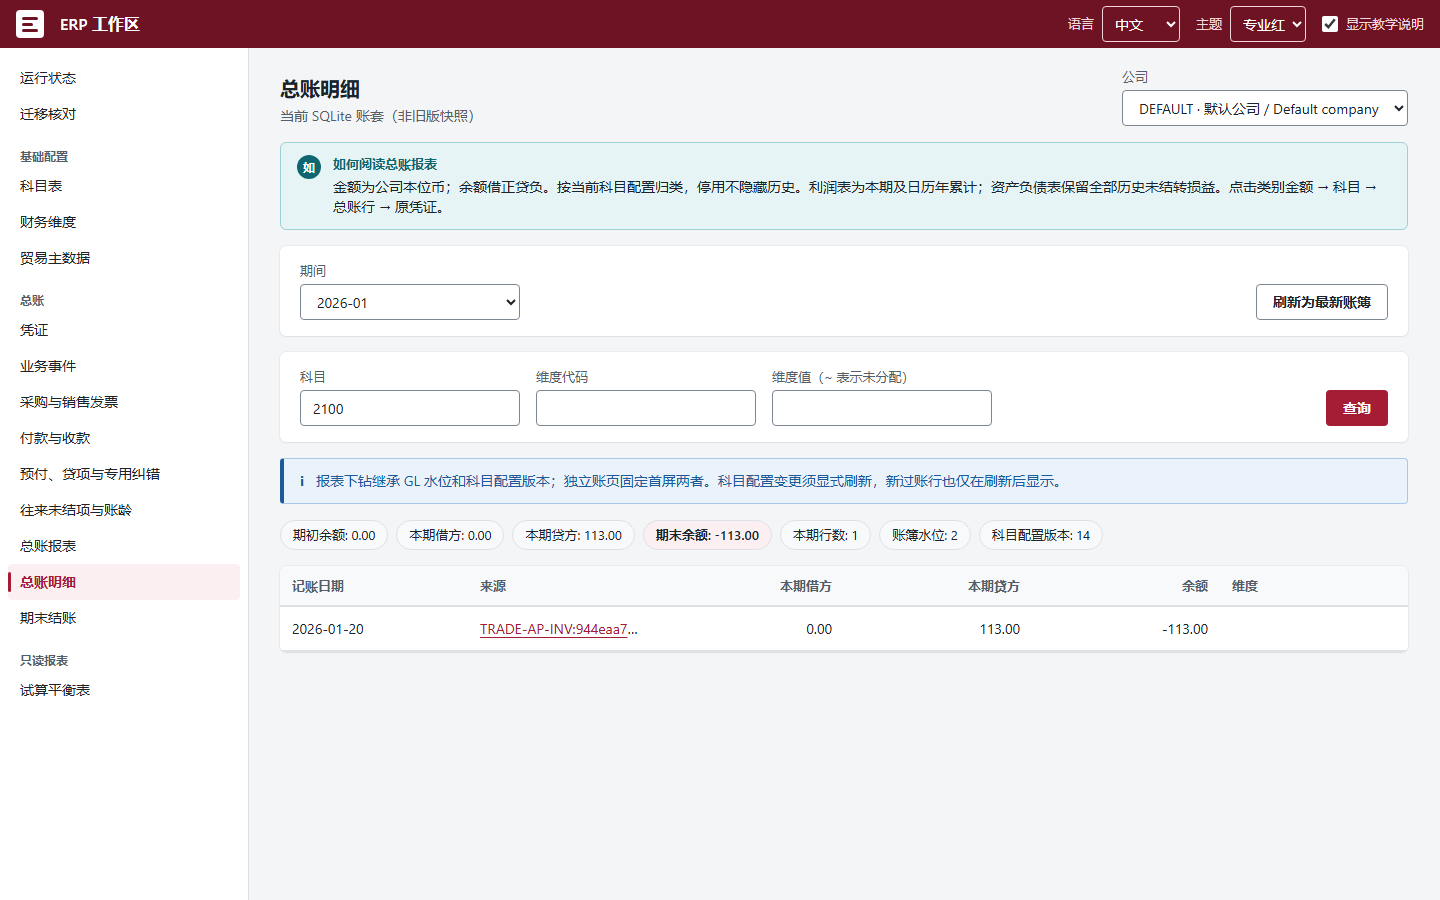 ERP 工作区
语言
中文
主题
专业红
显示教学说明
运行状态
迁移核对
基础配置
科目表
财务维度
贸易主数据
总账
凭证
业务事件
采购与销售发票
付款与收款
预付、贷项与专用纠错
往来未结项与账龄
总账报表
总账明细
期末结账
只读报表
试算平衡表
总账明细
当前 SQLite 账套（非旧版快照）
公司
DEFAULT · 默认公司 / Default company
如
如何阅读总账报表
金额为公司本位币；余额借正贷负。按当前科目配置归类，停用不隐藏历史。利润表为本期及日历年累计；资产负债表保留全部历史未结转损益。点击类别金额 → 科目 →
总账行 → 原凭证。
期间
2026-01
刷新为最新账簿
科目
维度代码
维度值（~ 表示未分配）
2100
查询
i 报表下钻继承 GL 水位和科目配置版本；独立账页固定首屏两者。科目配置变更须显式刷新，新过账行也仅在刷新后显示。
期初余额: 0.00
本期借方: 0.00
本期贷方: 113.00
期末余额: -113.00
本期行数: 1
账簿水位: 2
科目配置版本: 14
记账日期 来源 本期借方 本期贷方 余额 维度
2026-01-20 TRADE-AP-INV:944eaa7... 0.00 113.00 -113.00